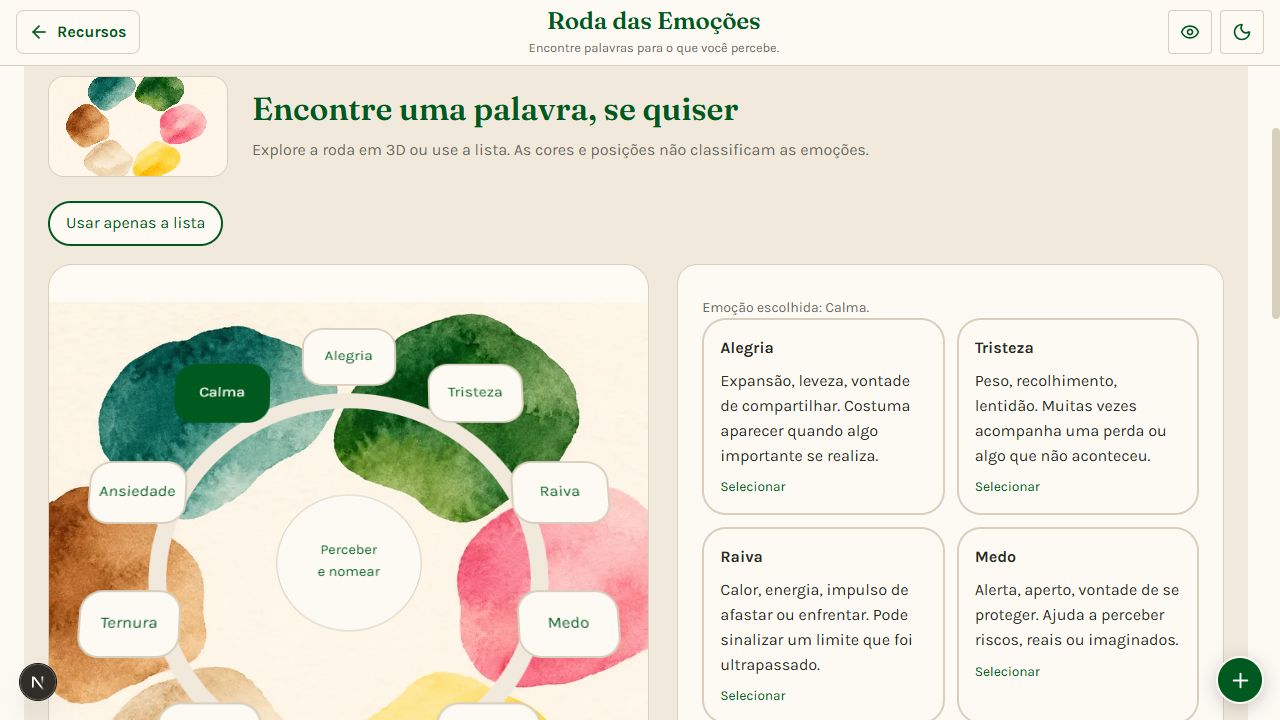 Recursos
Roda das Emoções
Encontre palavras para o que você percebe.
Encontre uma palavra, se quiser
Explore a roda em 3D ou use a lista. As cores e posições não classificam as emoções.
Usar apenas a lista
Alegria
Calma
Tristeza
Ansiedade
Raiva
Perceber
e nomear
Ternura
Medo
N
Emoção escolhida: Calma.
Alegria
Expansão, leveza, vontade
de compartilhar. Costuma
aparecer quando algo
importante se realiza.
Selecionar
Tristeza
Peso, recolhimento,
lentidão. Muitas vezes
acompanha uma perda ou
algo que não aconteceu.
Selecionar
Raiva
Calor, energia, impulso de
afastar ou enfrentar. Pode
sinalizar um limite que foi
ultrapassado.
Selecionar
Medo
Alerta, aperto, vontade de se
proteger. Ajuda a perceber
riscos, reais ou imaginados.
Selecionar